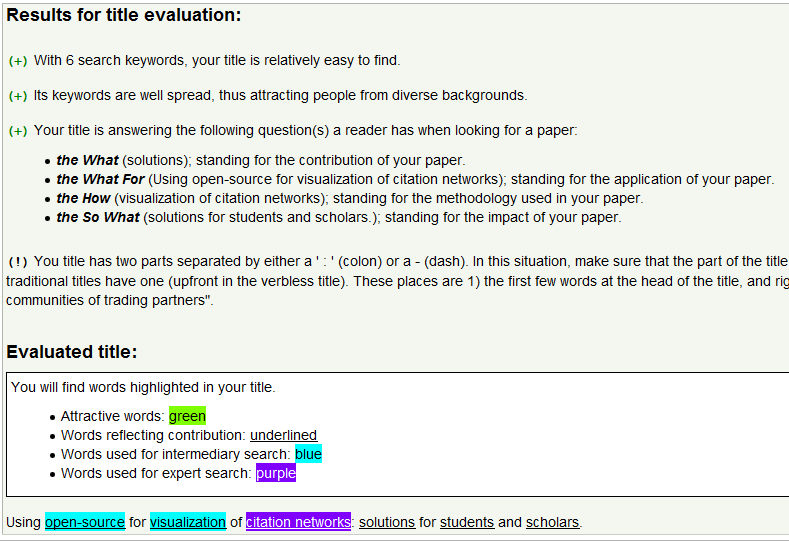 Results for title evaluation:
(+) With 6 search keywords, your title is relatively easy to find.
(+) Its keywords are well spread, thus attracting people from diverse backgrounds.
(+) Your title is answering the following question(s) a reader has when looking for a paper:
• the What (solutions); standing for the contribution of your paper.
• the What For (Using open-source for visualization of citation networks); standing for the application of your paper.
• the How (visualization of citation networks); standing for the methodology used in your paper.
• the So What (solutions for students and scholars.); standing for the impact of your paper.
(!) You title has two parts separated by either a ' : ' (colon) or a - (dash). In this situation, make sure that the part of the title
traditional titles have one (upfront in the verbless title). These places are 1) the first few words at the head of the title, and
communities of trading partners".
Evaluated title:
You will find words highlighted in your title.
• Attractive words: green
• Words reflecting contribution: underlined
• Words used for intermediary search: blue
• Words used for expert search: purple
Using open-source for visualization of citation networks: solutions for students and scholars.